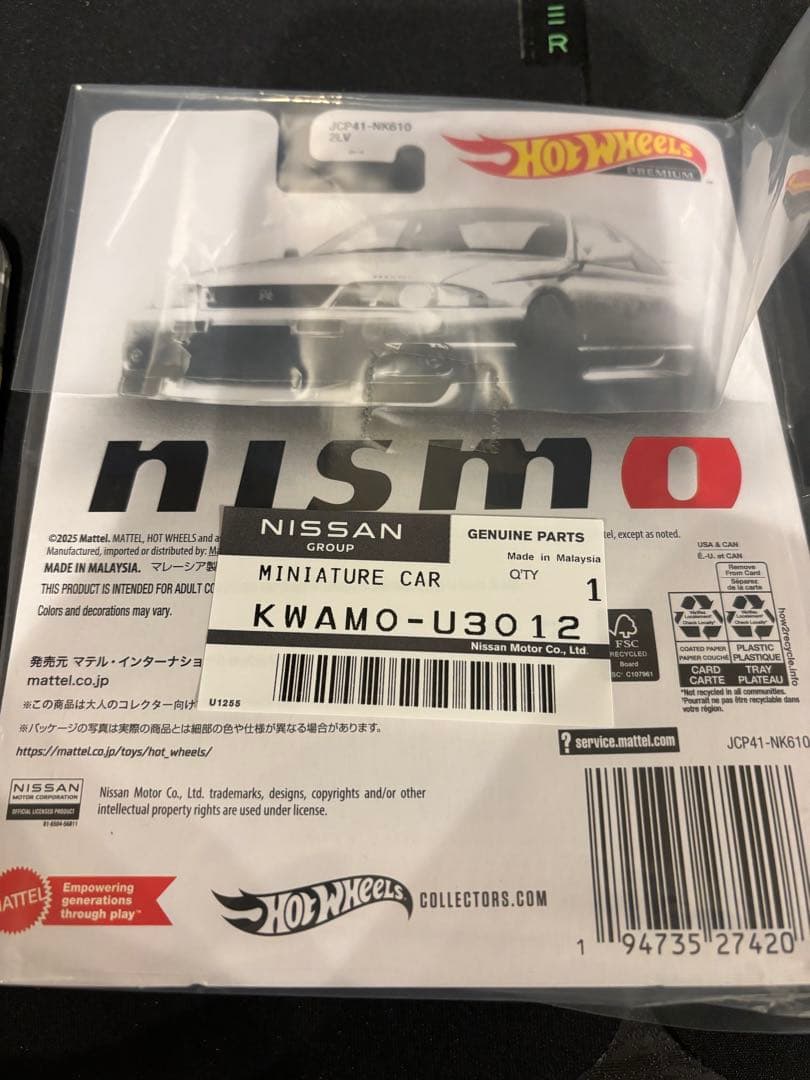 ER
JCP41-NK610
2LV
HOT WHEELS
PREMIUM
nismo
©2025 Mattel. MATTEL, HOT WHEELS and a
tel, except as noted.
Manufactured, imported or distributed by: Ma
MADE IN MALAYSIA. マレーシア製
THIS PRODUCT IS INTENDED FOR ADULT CO
Colors and decorations may vary.
NISSAN
GROUP
GENUINE PARTS
Made in Malaysia
MINIATURE CAR
Q'TY
1
KWAMO-U3012
Nissan Motor Co., Ltd.
U1255
USA & CAN
É.-U. et CAN
Remove
From Card
Séparez
de la carte
COATED PAPER
PAPIER COUCHÉ
CARD
CARTE
PLASTIC
PLASTIQUE
TRAY
PLATEAU
how2recycle.info
*Not recycled in all communities.
*Pourrait ne pas être recyclable dans
votre région.
FSC
RECYCLED
Board
FSC® C107961
発売元 マテル・インターナショ
mattel.co.jp
※この商品は大人のコレクター向け
※パッケージの写真は実際の商品とは細部の色や仕様が異なる場合があります。
https://mattel.co.jp/toys/hot_wheels/
? service.mattel.com
JCP41-NK610
NISSAN
MOTOR CORPORATION
OFFICIAL LICENSED PRODUCT
Nissan Motor Co., Ltd. trademarks, designs, copyrights and/or other
intellectual property rights are used under license.
MATTEL
Empowering
generations
through play™
HOT WHEELS COLLECTORS.COM
1 94735 27420